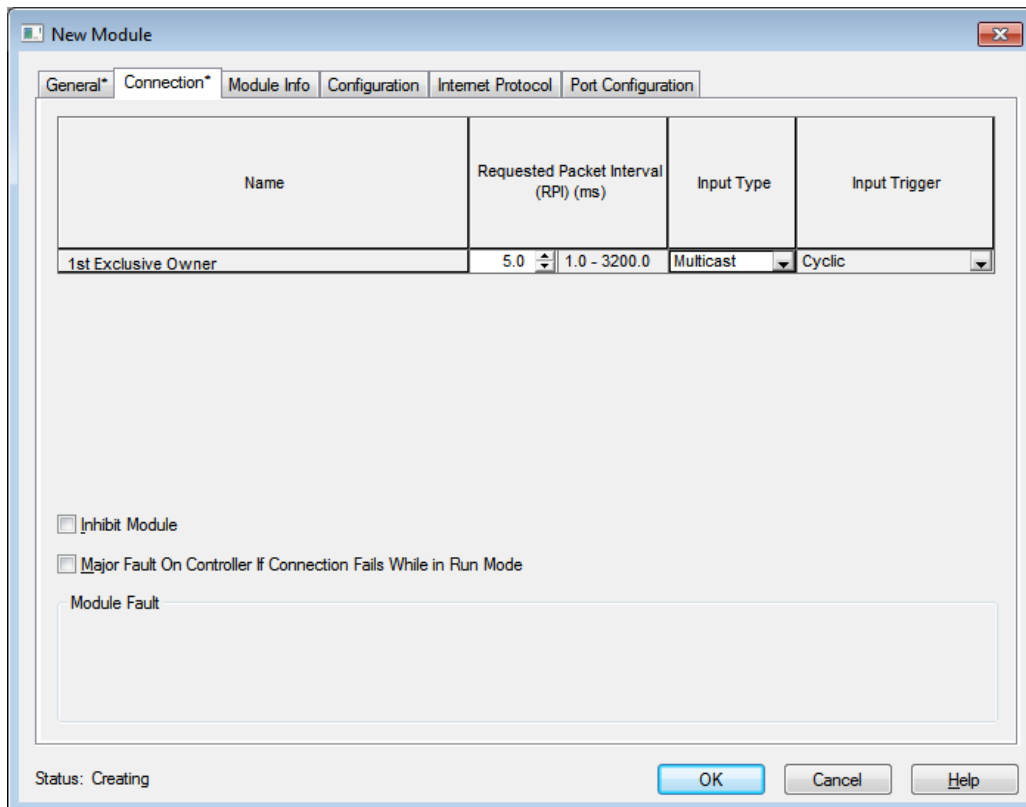 New Module
General* Connection* Module Info Configuration Internet Protocol Port Configuration
Name Requested Packet Interval (RPI) (ms) Input Type Input Trigger
1st Exclusive Owner 5.0 1.0 - 3200.0 Multicast Cyclic
Inhibit Module
Major Fault On Controller If Connection Fails While in Run Mode
Module Fault
Status: Creating OK Cancel Help